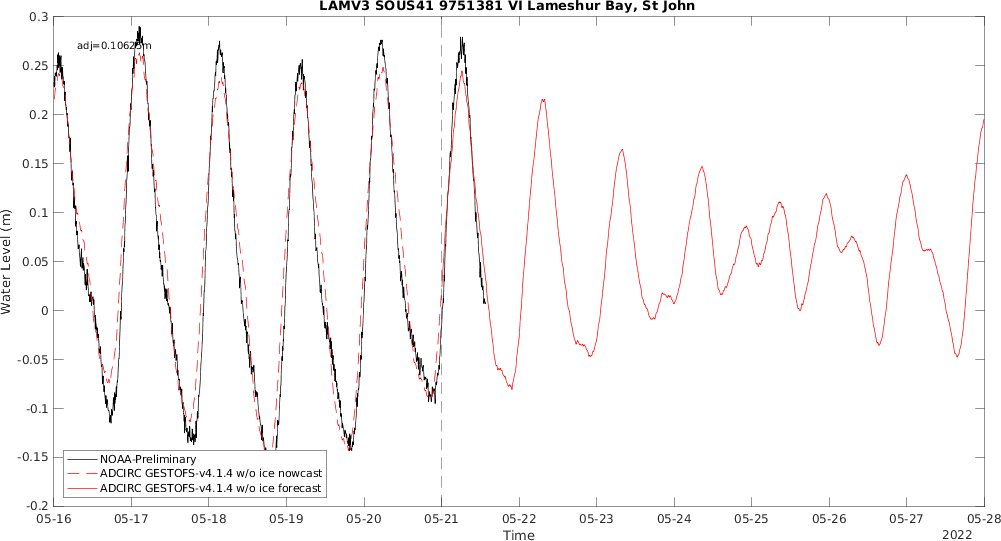 LAMV3 SOUS41 9751381 VI Lameshur Bay, St John
0.3
0.25
0.2
0.15
0.1
0.05
0
-0.05
-0.1
-0.15
-0.2
Water Level (m)
NOAA-Preliminary
ADCIRC GESTOFS-v4.1.4 w/o ice nowcast
ADCIRC GESTOFS-v4.1.4 w/o ice forecast
05-16 05-17 05-18 05-19 05-20 05-21 05-22 05-23 05-24 05-25 05-26 05-27 05-28
Time
2022